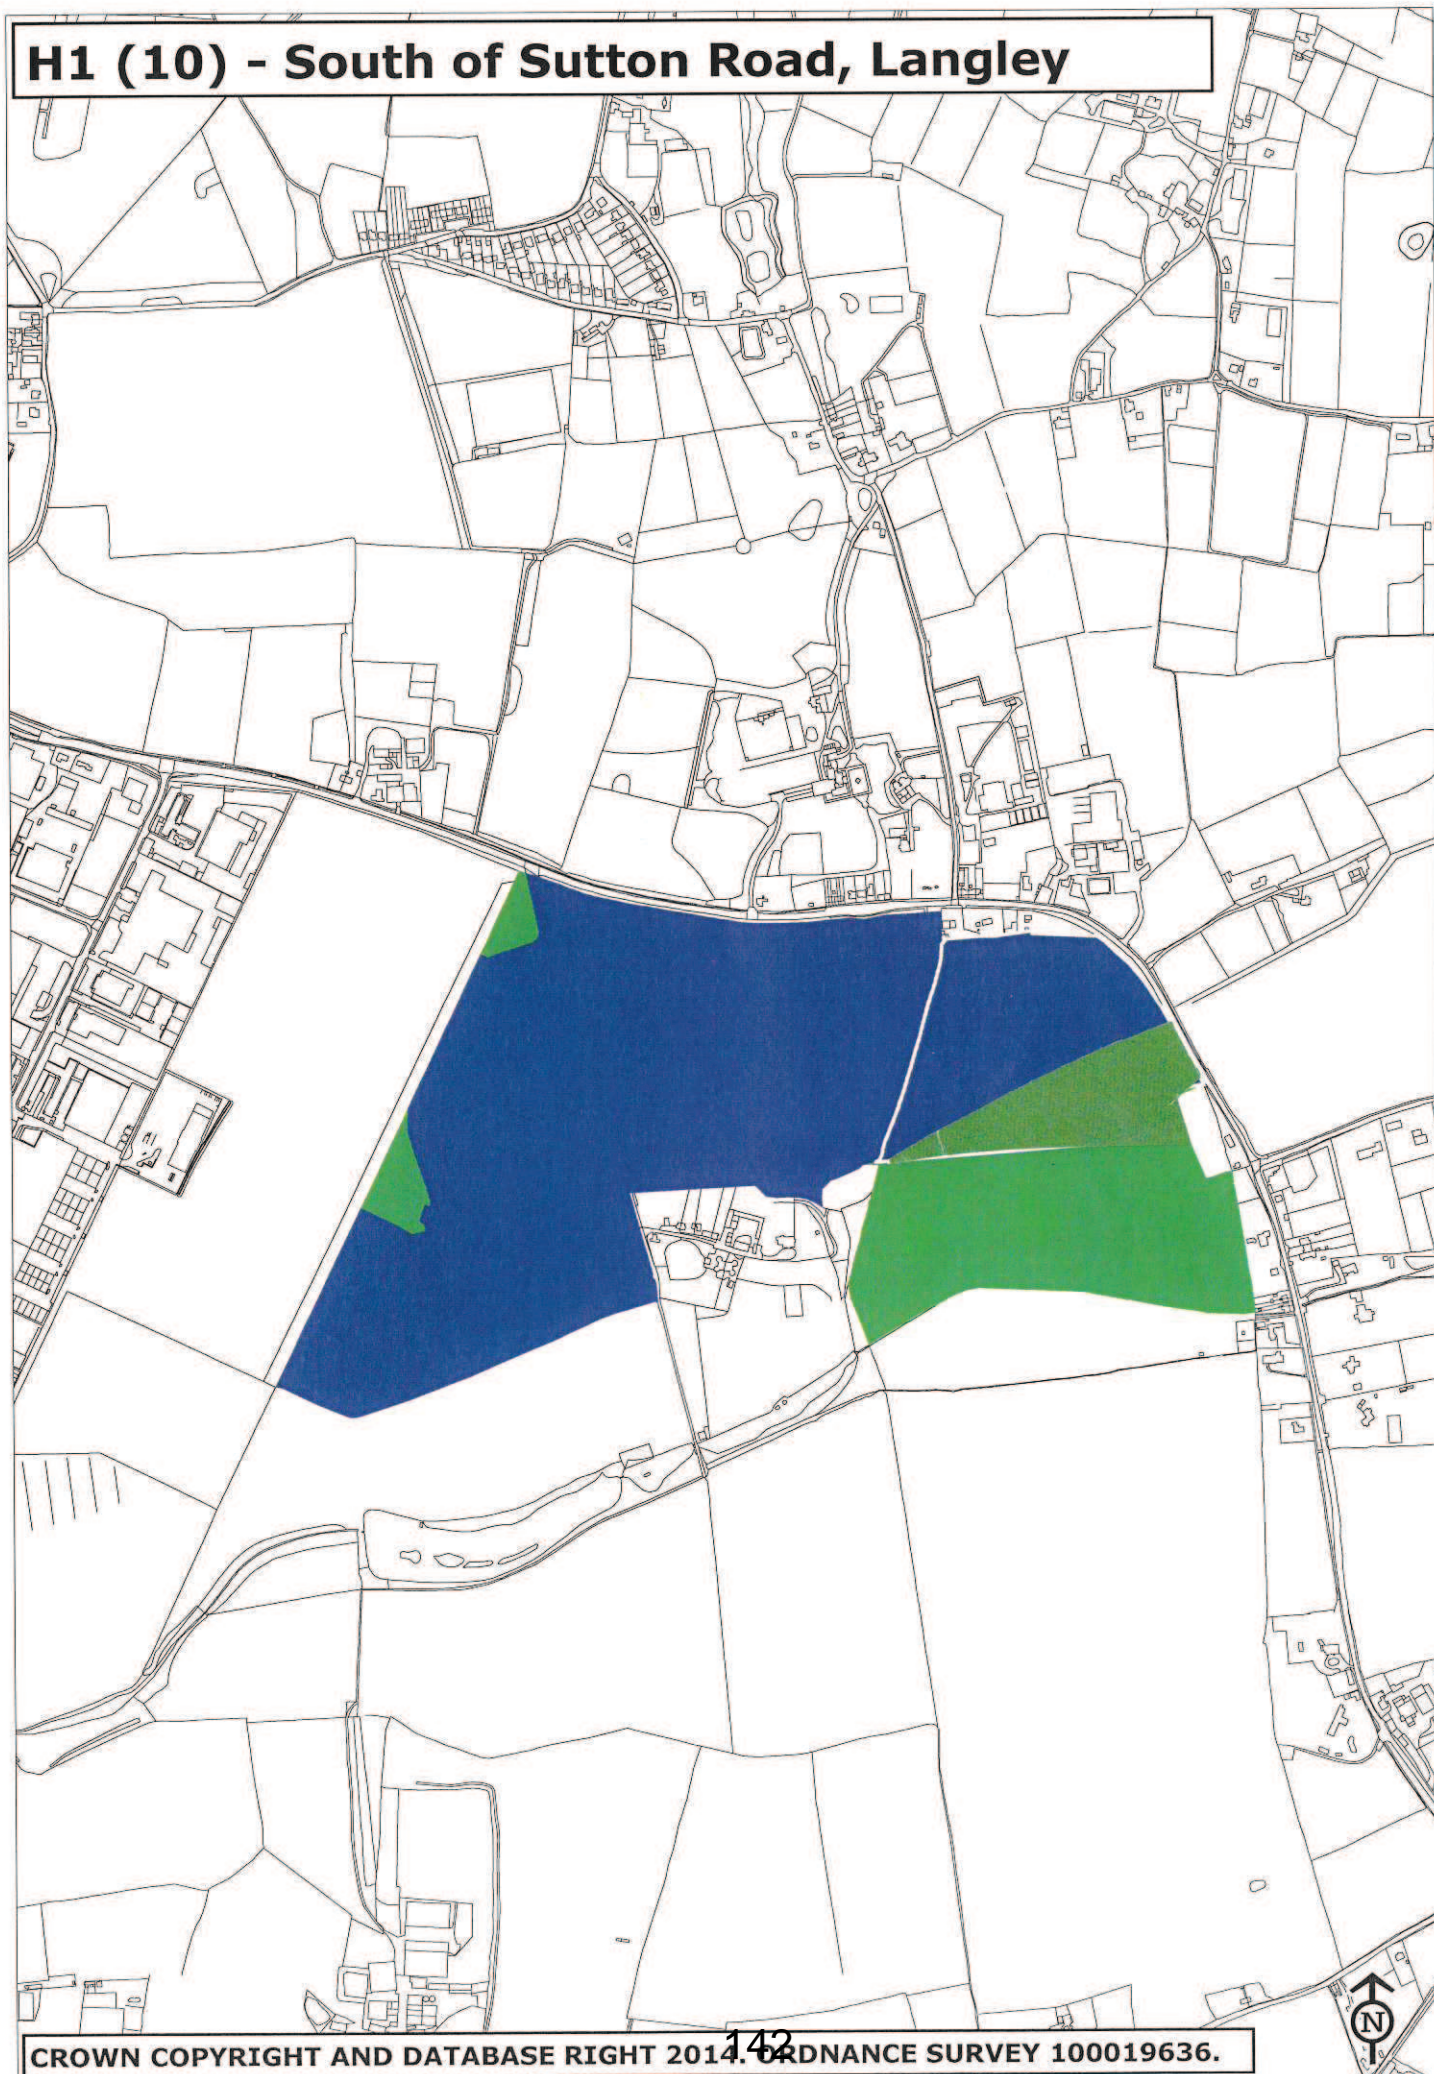 H1 (10) - South of Sutton Road, Langley
N
142
CROWN COPYRIGHT AND DATABASE RIGHT 2014. ORDNANCE SURVEY 100019636.